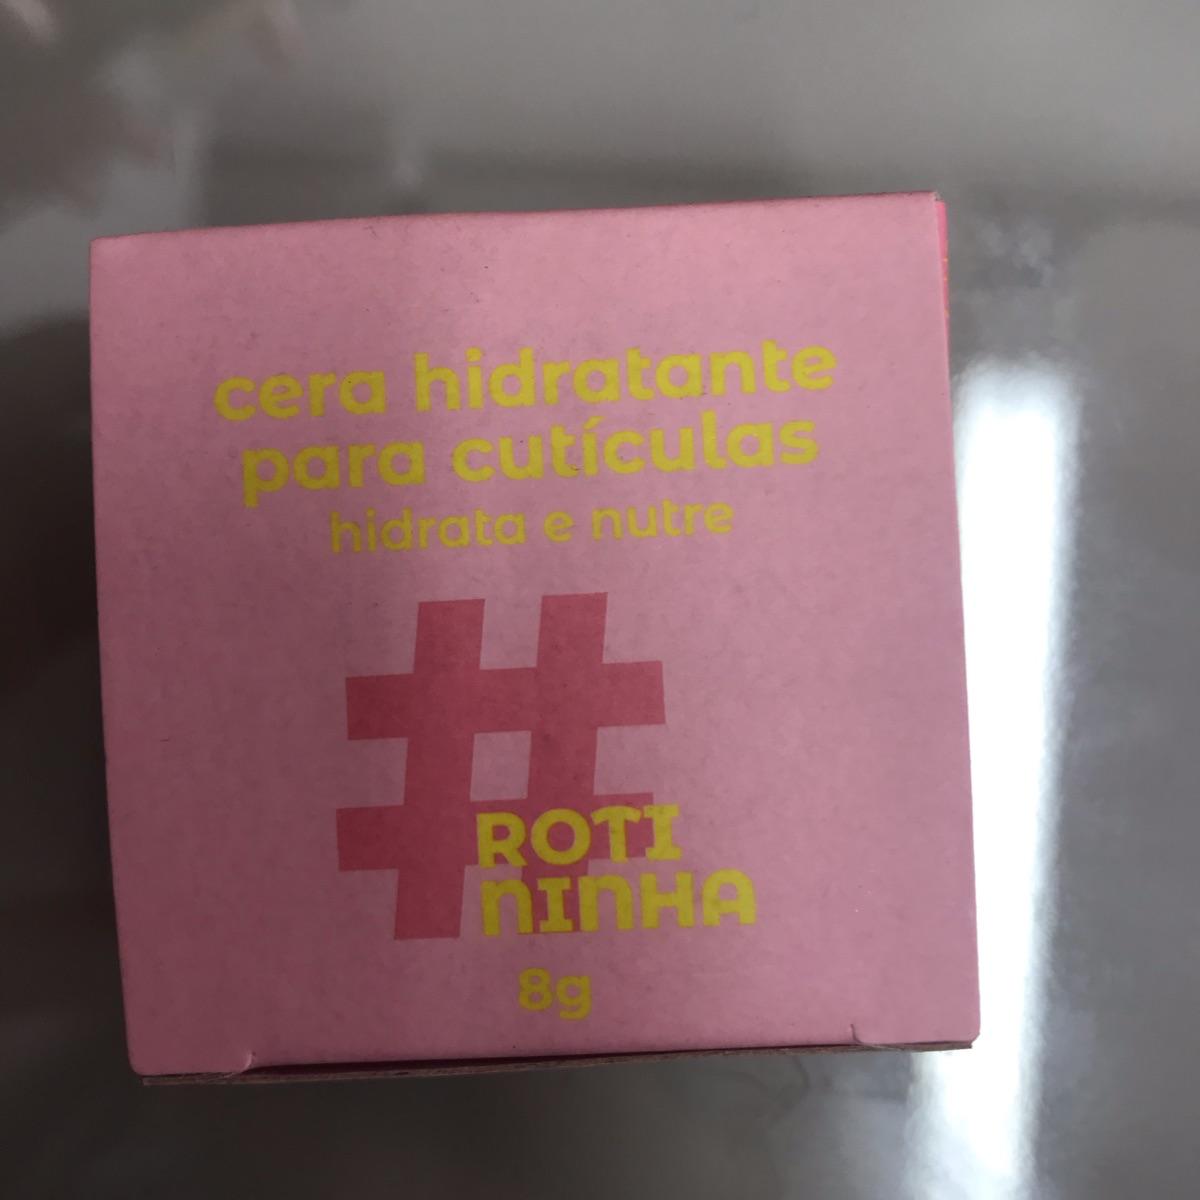 cera hidratante
para cutículas
hidrata e nutre
#
ROTI
NINHA
8g